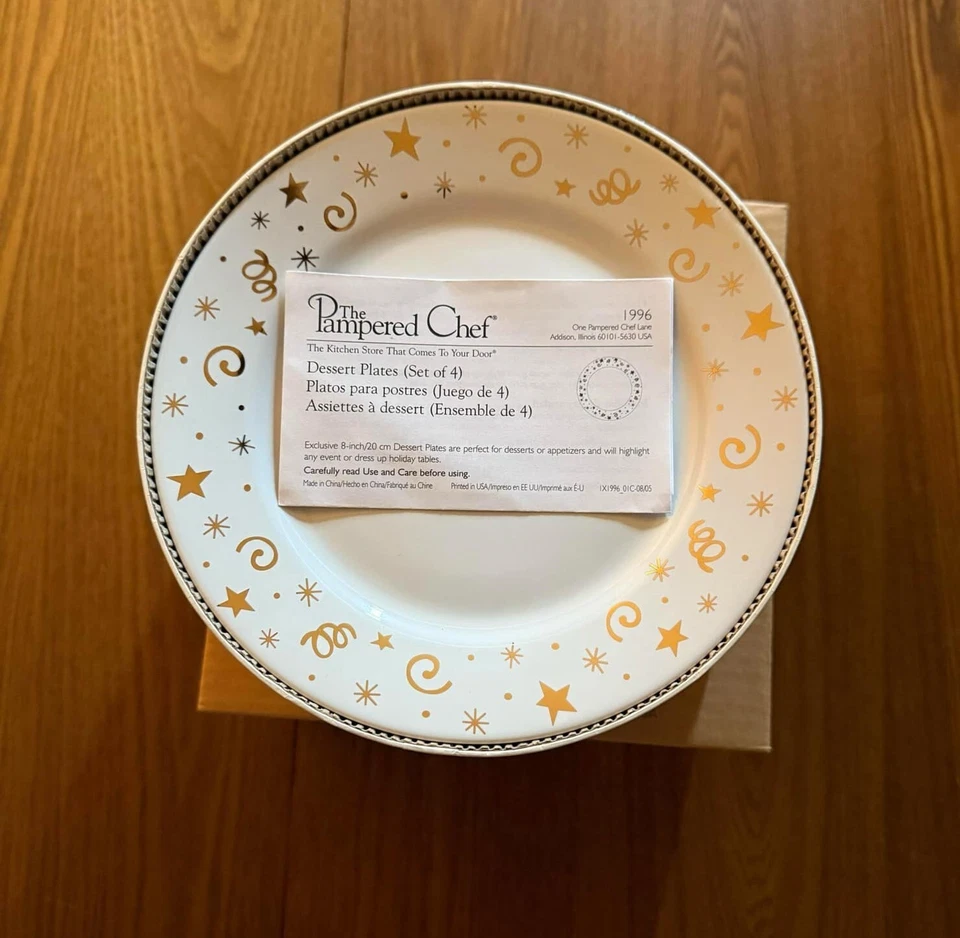 The
Pampered Chef®
1996
One Pampered Chef Lane
Addison, Illinois 60101-5630 USA
The Kitchen Store That Comes To Your Door®
Dessert Plates (Set of 4)
Platos para postres (Juego de 4)
Assiettes à dessert (Ensemble de 4)
Exclusive 8-inch/20 cm Dessert Plates are perfect for desserts or appetizers and will highlight
any event or dress up holiday tables.
Carefully read Use and Care before using.
Made in China/Hecho en China/Fabriqué au Chine Printed in USA/Impreso en EE UU/Imprimé aux É-U 1X1996_01C-08/05